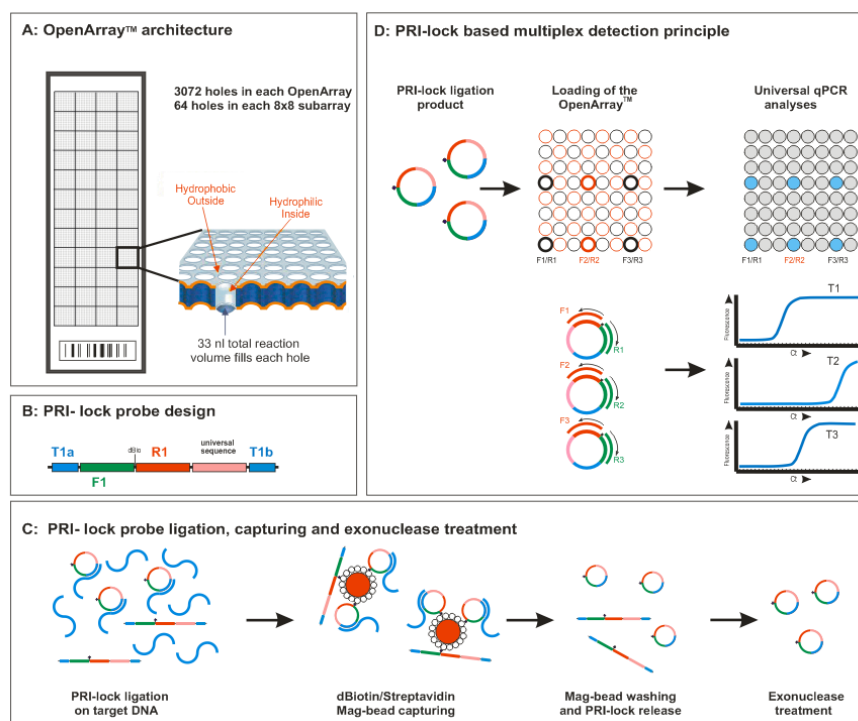 A: OpenArray™ architecture
3072 holes in each OpenArray
64 holes in each 8x8 subarray
Hydrophobic
Outside
Hydrophilic
Inside
33 nl total reaction
volume fills each hole
B: PRI- lock probe design
T1a
F1
R1
universal
sequence
T1b
D: PRI-lock based multiplex detection principle
PRI-lock ligation
product
Loading of the
OpenArray™
Universal qPCR
analyses
F1/R1 F2/R2 F3/R3
F1/R1 F2/R2 F3/R3
F1
R1
F2
R2
F3
R3
T1
Fluorescence
Ct
T2
Fluorescence
Ct
T3
Fluorescence
Ct
C: PRI- lock probe ligation, capturing and exonuclease treatment
PRI-lock ligation
on target DNA
dBiotin/Streptavidin
Mag-bead capturing
Mag-bead washing
and PRI-lock release
Exonuclease
treatment